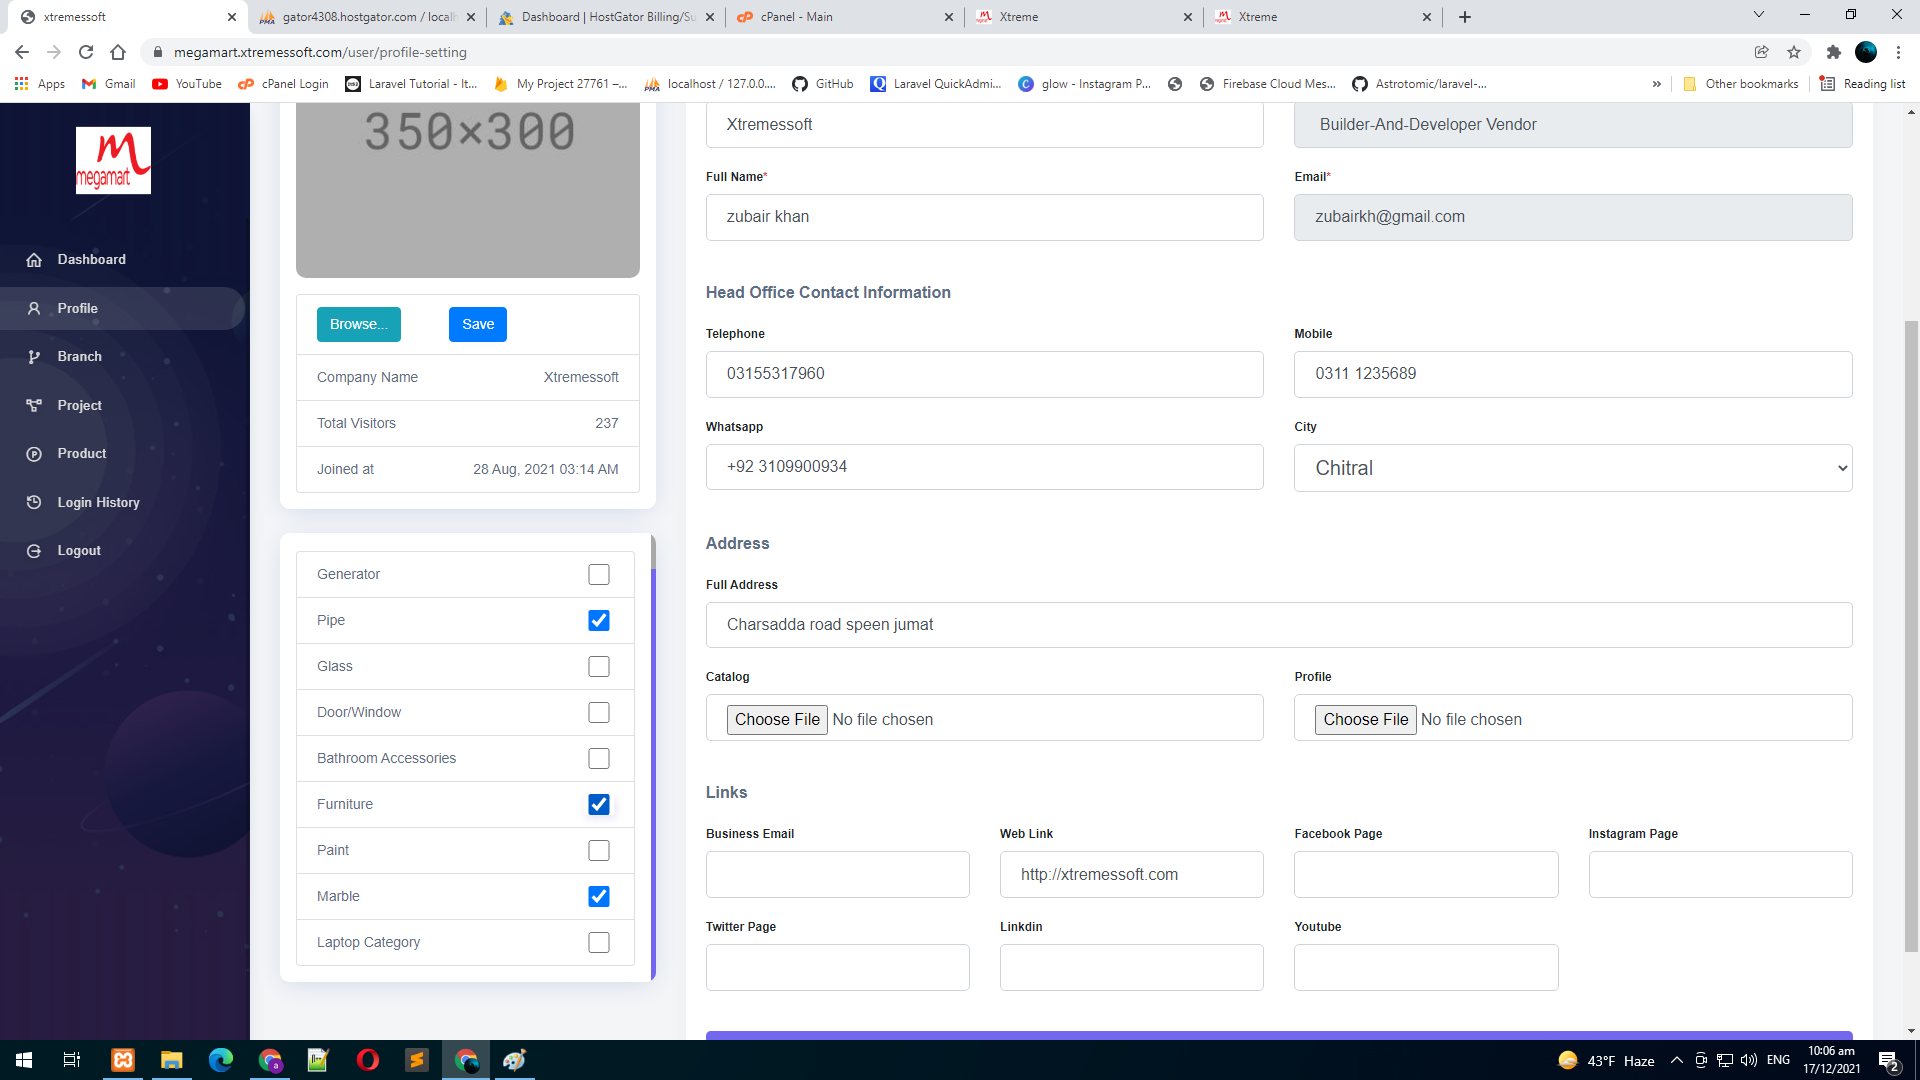 xtremessoft
gator4308.hostgator.com / localh
Dashboard | HostGator Billing/Su
cPanel - Main
Xtreme
Xtreme
megamart.xtremessoft.com/user/profile-setting
Apps
Gmail
YouTube
cPanel Login
Laravel Tutorial - It...
My Project 27761 –...
localhost / 127.0.0....
GitHub
Laravel QuickAdmi...
glow - Instagram P...
Firebase Cloud Mes...
Astrotomic/laravel-...
»
Other bookmarks
Reading list
m
megamart
Dashboard
Profile
Branch
Project
Product
Login History
Logout
350×300
Browse...
Save
Company Name Xtremessoft
Total Visitors 237
Joined at 28 Aug, 2021 03:14 AM
Generator
Pipe
Glass
Door/Window
Bathroom Accessories
Furniture
Paint
Marble
Laptop Category
Xtremessoft
Builder-And-Developer Vendor
Full Name*
Email*
zubair khan
zubairkh@gmail.com
Head Office Contact Information
Telephone
Mobile
03155317960
0311 1235689
Whatsapp
City
+92 3109900934
Chitral
Address
Full Address
Charsadda road speen jumat
Catalog
Profile
Choose File No file chosen
Choose File No file chosen
Links
Business Email
Web Link
Facebook Page
Instagram Page
http://xtremessoft.com
Twitter Page
Linkdin
Youtube
43°F Haze
ENG
10:06 am
17/12/2021
2